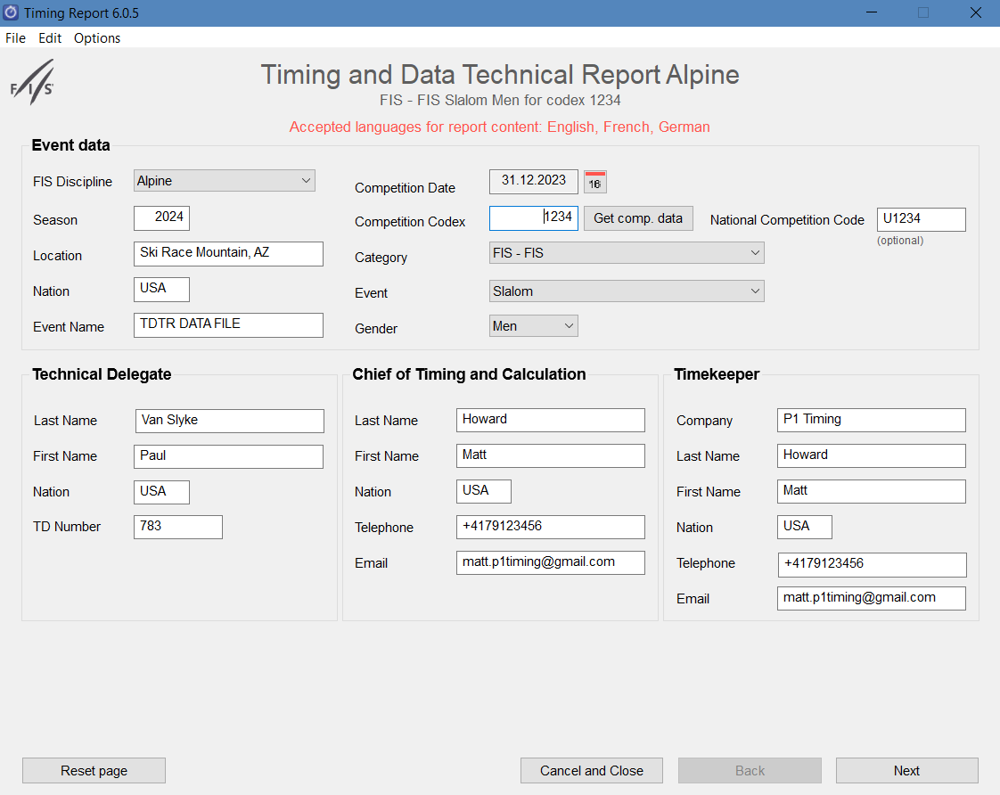 Timing Report 6.0.5
File Edit Options
FIS
Timing and Data Technical Report Alpine
FIS - FIS Slalom Men for codex 1234
Accepted languages for report content: English, French, German
Event data
FIS Discipline Alpine
Competition Date 31.12.2023 16
Season 2024
Competition Codex 1234 Get comp. data National Competition Code U1234
(optional)
Location Ski Race Mountain, AZ
Category FIS - FIS
Nation USA
Event Slalom
Event Name TDTR DATA FILE
Gender Men
Technical Delegate
Last Name Van Slyke
First Name Paul
Nation USA
TD Number 783
Chief of Timing and Calculation
Last Name Howard
First Name Matt
Nation USA
Telephone +4179123456
Email matt.p1timing@gmail.com
Timekeeper
Company P1 Timing
Last Name Howard
First Name Matt
Nation USA
Telephone +4179123456
Email matt.p1timing@gmail.com
Reset page Cancel and Close Back Next